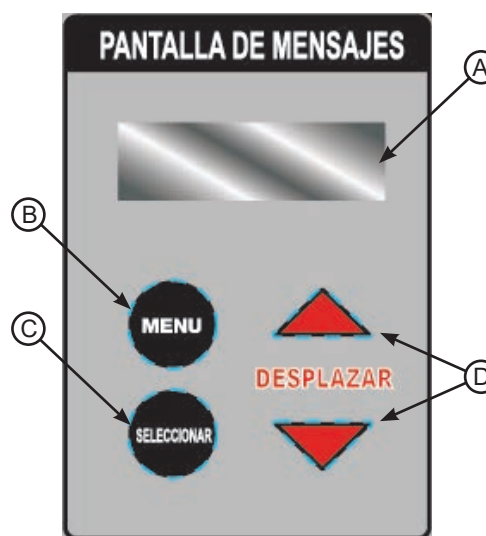 PANTALLA DE MENSAJES
A
B
MENU
C
DESPLAZAR
D
SELECCIONAR